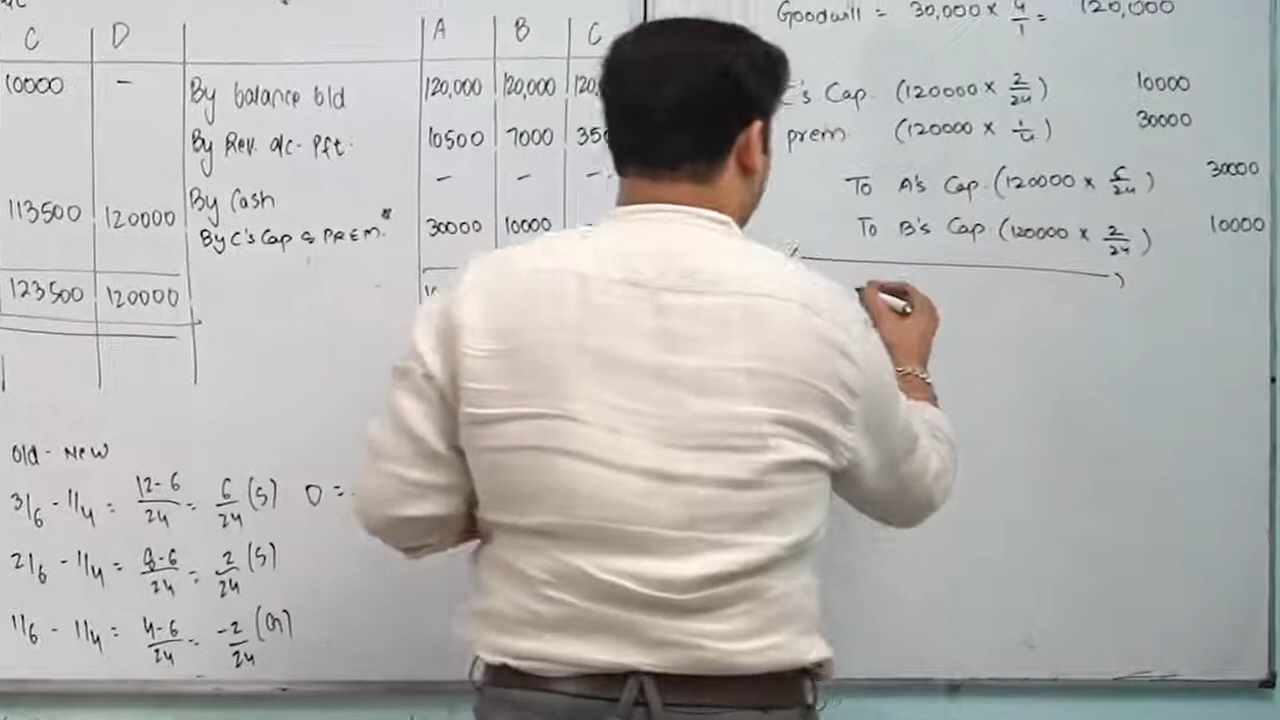 Goodwill = 30,000 × 4/1 = 120,000
C D A B C
10000 - By balance b/d 120,000 120,000 120,
By Rev. a/c - Pft. 10500 7000 350
By Cash - - -
113500 120000 By C's Cap & PREM.* 30000 10000 -
123500 120000
's Cap. (120000 × 2/24) 10000
prem (120000 × 1/4) 30000
To A's Cap. (120000 × 6/24) 30000
To B's Cap (120000 × 2/24) 10000
Old - New
3/6 - 1/4 = 12-6/24 = 6/24 (S) D =
2/6 - 1/4 = 8-6/24 = 2/24 (S)
1/6 - 1/4 = 4-6/24 = -2/24 (G)